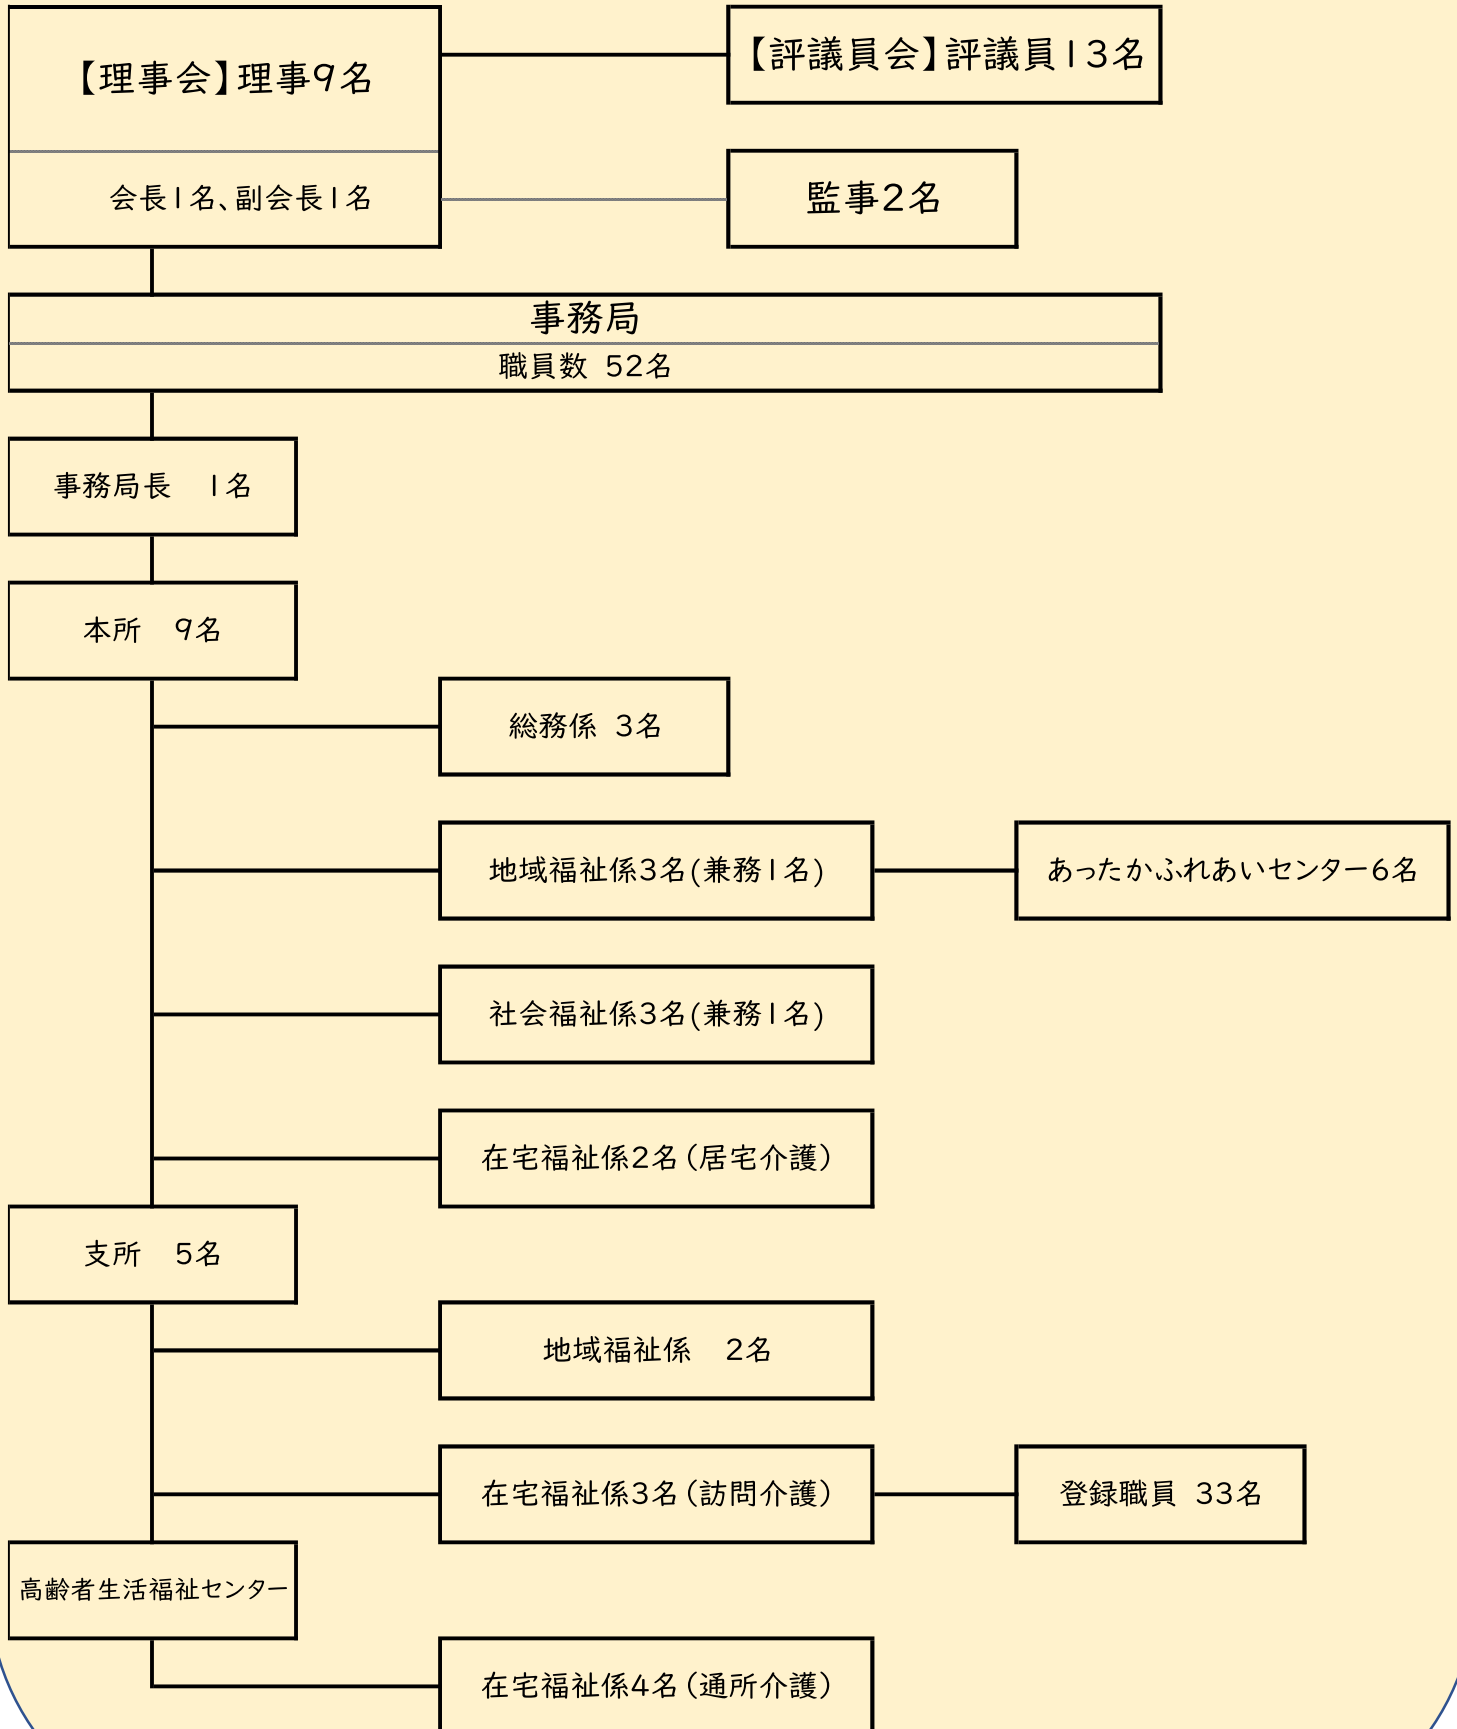 【理事会】理事9名
【評議員会】評議員13名
会長1名、副会長1名
監事2名
事務局
職員数 52名
事務局長　1名
本所　9名
総務係 3名
地域福祉係3名(兼務1名)
あったかふれあいセンター6名
社会福祉係3名(兼務1名)
在宅福祉係2名(居宅介護)
支所　5名
地域福祉係　2名
在宅福祉係3名(訪問介護)
登録職員 33名
高齢者生活福祉センター
在宅福祉係4名(通所介護)